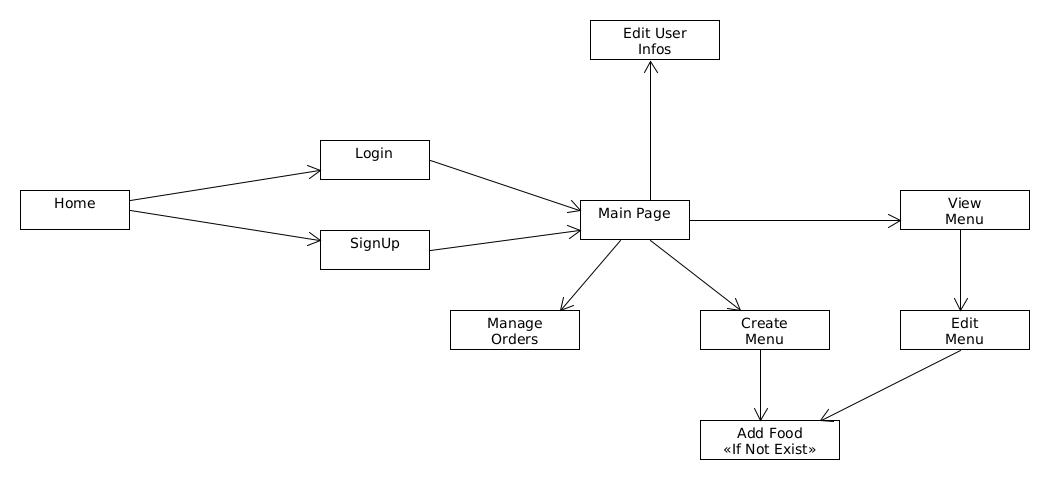 Edit User
Infos
Login
Home
Main Page
View
Menu
SignUp
Manage
Orders
Create
Menu
Edit
Menu
Add Food
«If Not Exist»